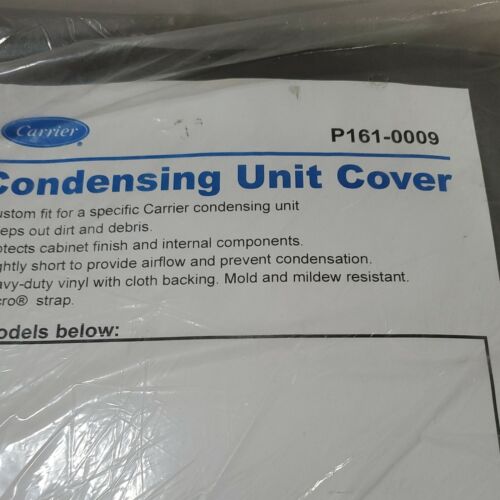 Carrier
P161-0009
Condensing Unit Cover
ustom fit for a specific Carrier condensing unit
eeps out dirt and debris.
otects cabinet finish and internal components.
ghtly short to provide airflow and prevent condensation.
avy-duty vinyl with cloth backing. Mold and mildew resistant.
cro® strap.
odels below: